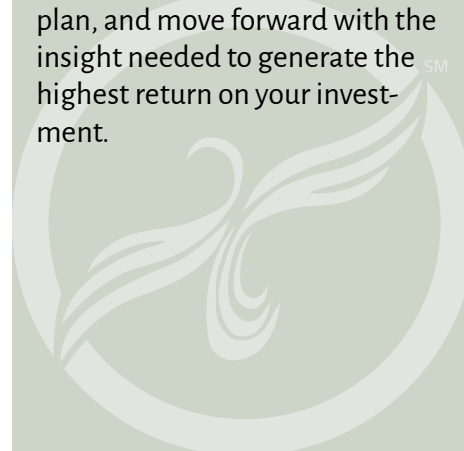 plan, and move forward with the
insight needed to generate the
SM
highest return on your invest-
ment.